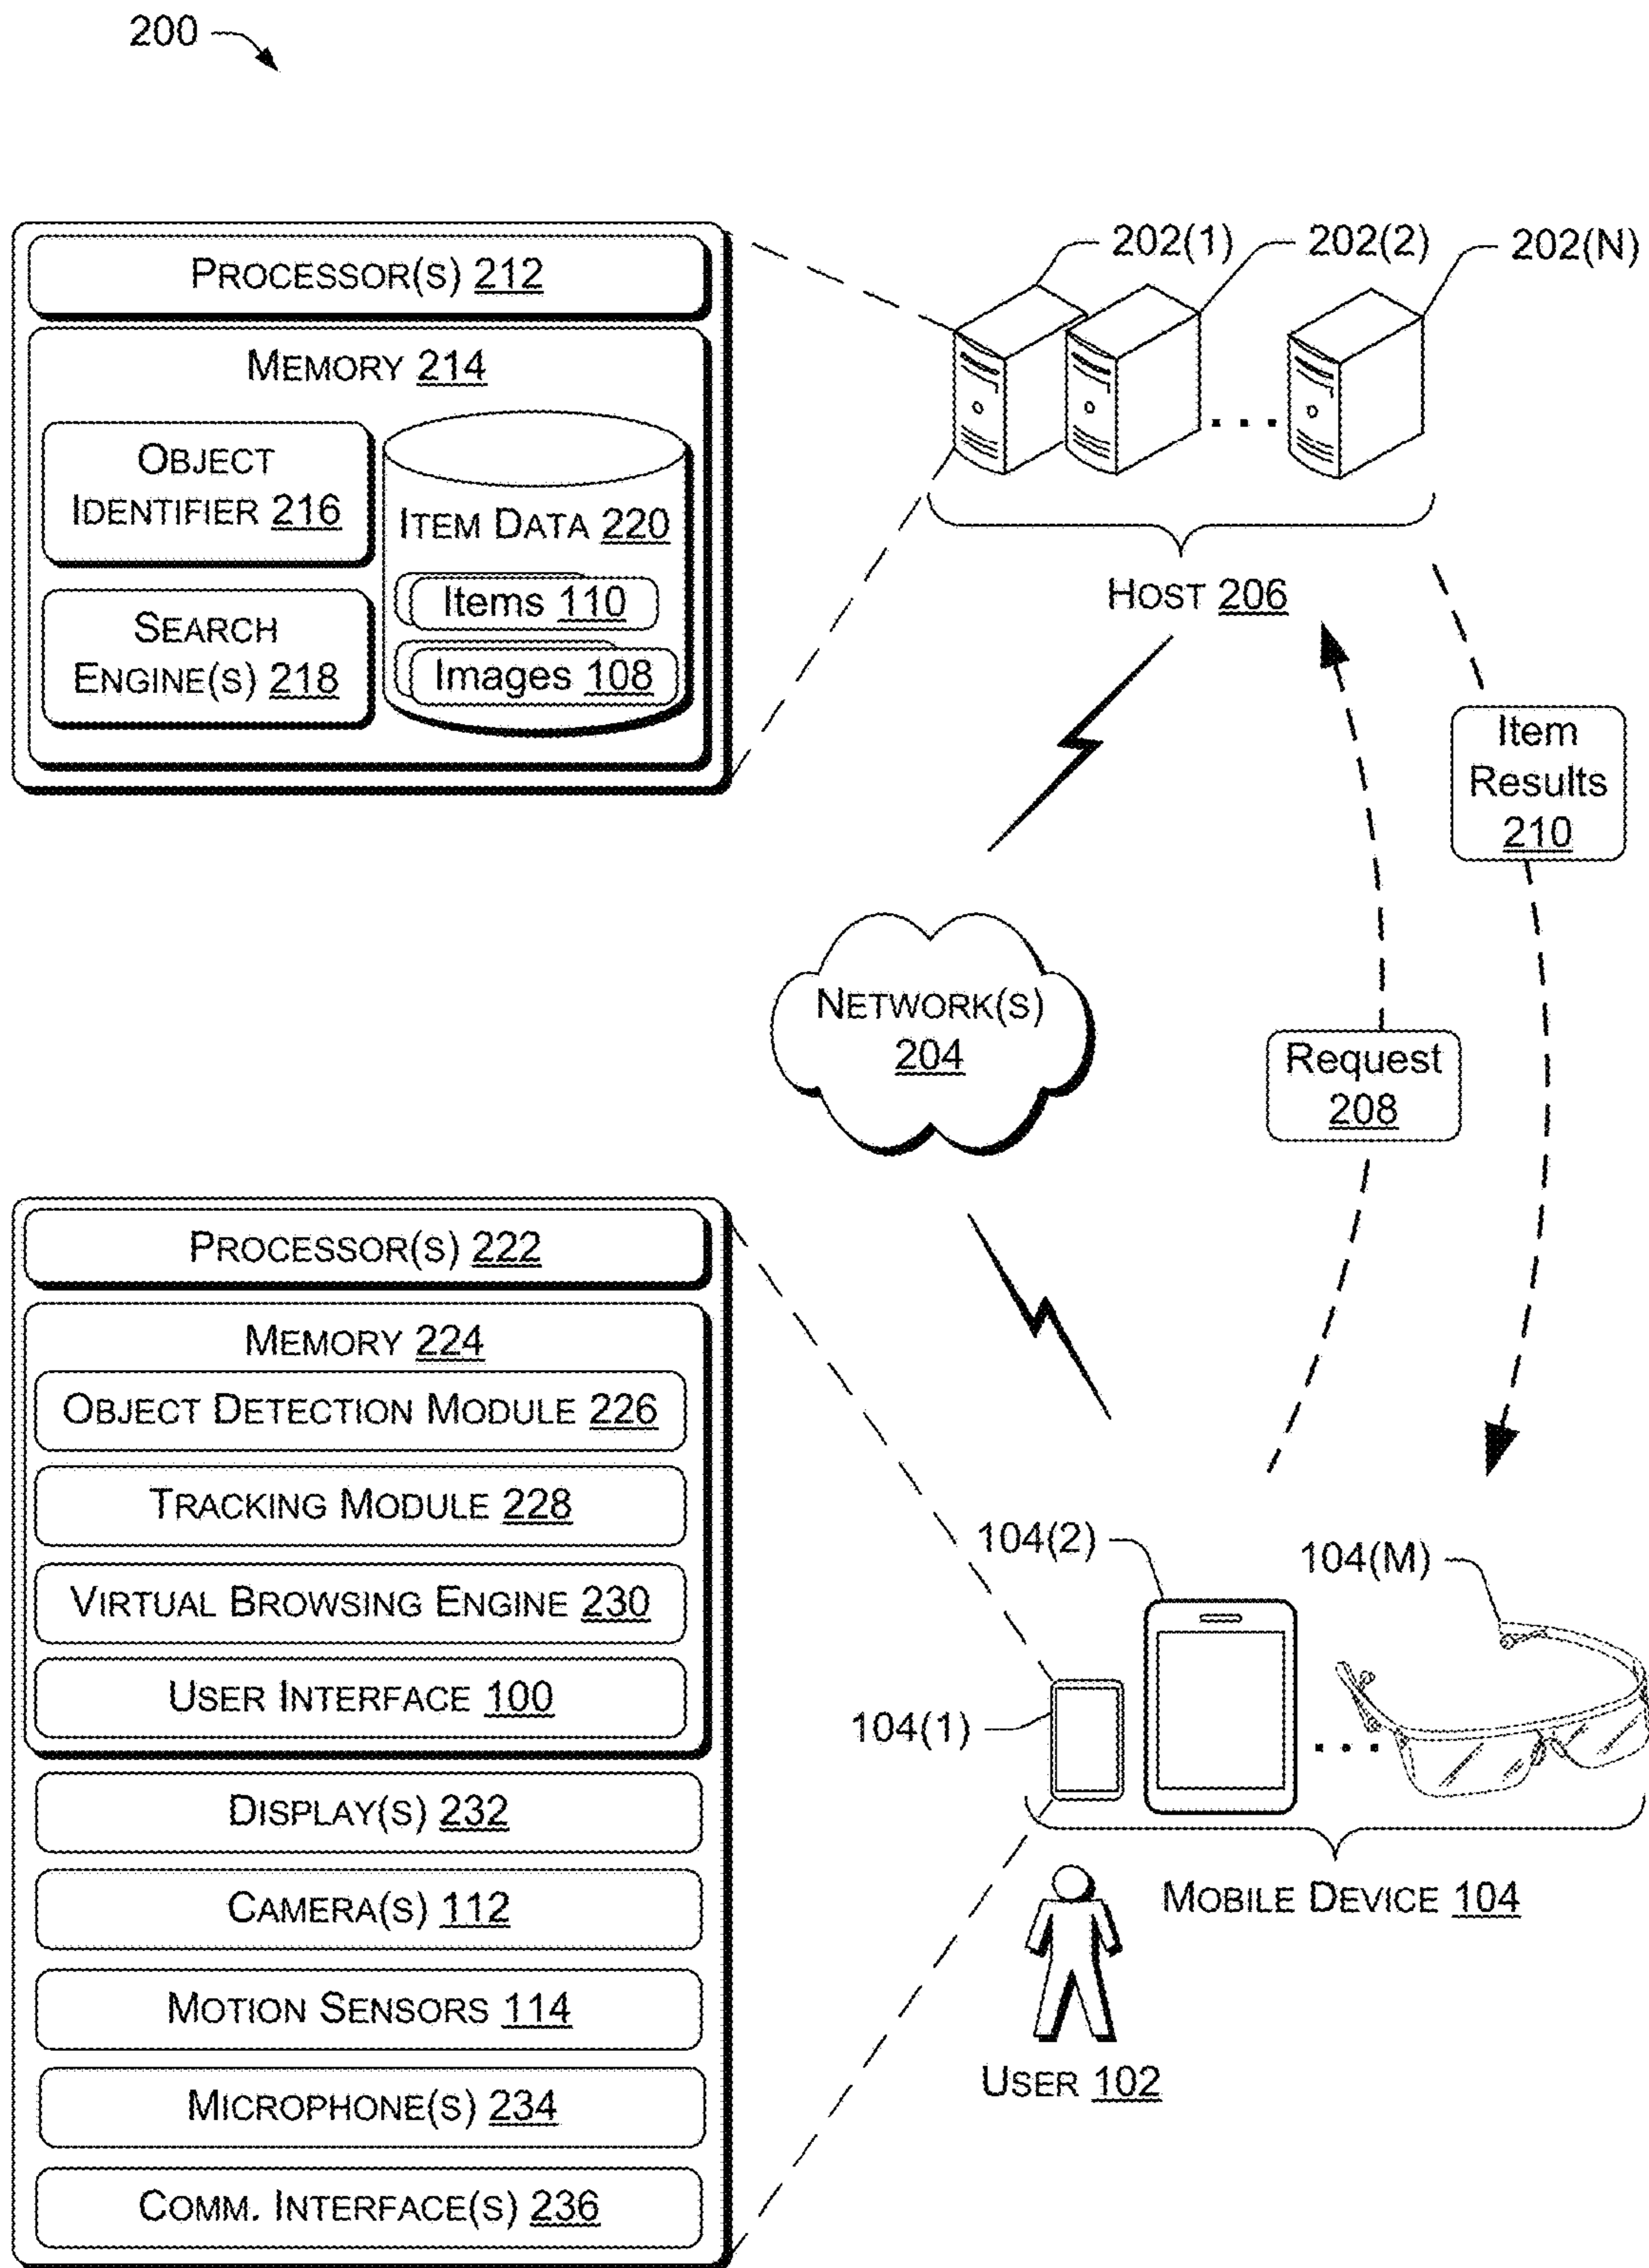 200
PROCESSOR(S) 212
MEMORY 214
OBJECT
IDENTIFIER 216
SEARCH
ENGINE(S) 218
ITEM DATA 220
Items 110
Images 108
202(1)
202(2)
202(N)
...
HOST 206
Item
Results
210
NETWORK(S)
204
Request
208
PROCESSOR(S) 222
MEMORY 224
OBJECT DETECTION MODULE 226
TRACKING MODULE 228
VIRTUAL BROWSING ENGINE 230
USER INTERFACE 100
DISPLAY(S) 232
CAMERA(S) 112
MOTION SENSORS 114
MICROPHONE(S) 234
COMM. INTERFACE(S) 236
104(1)
104(2)
104(M)
...
MOBILE DEVICE 104
USER 102